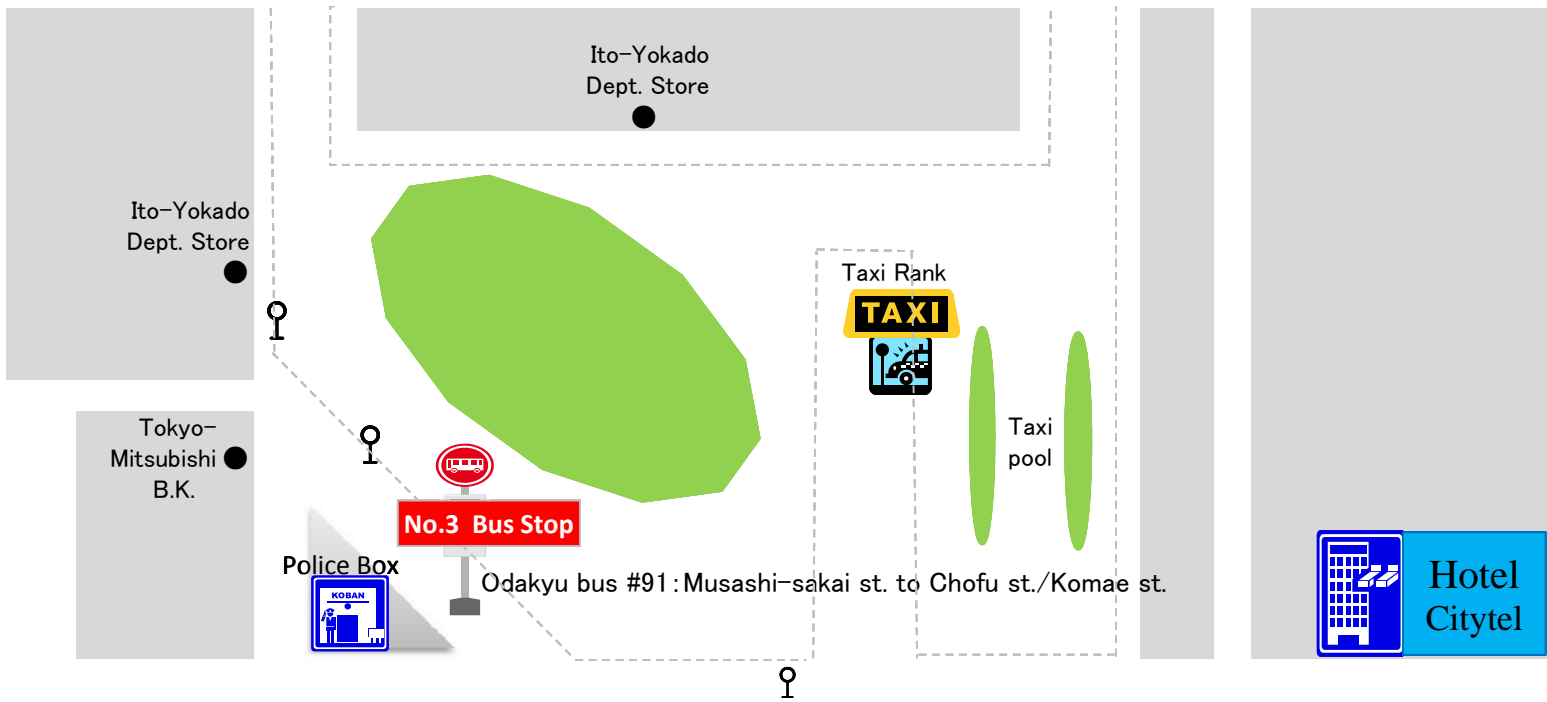 Ito-Yokado
Dept. Store
Ito-Yokado
Dept. Store
Taxi Rank
TAXI
Tokyo-
Mitsubishi
B.K.
Taxi
pool
No.3 Bus Stop
Police Box
KOBAN
Odakyu bus #91:Musashi-sakai st. to Chofu st./Komae st.
Hotel
Citytel